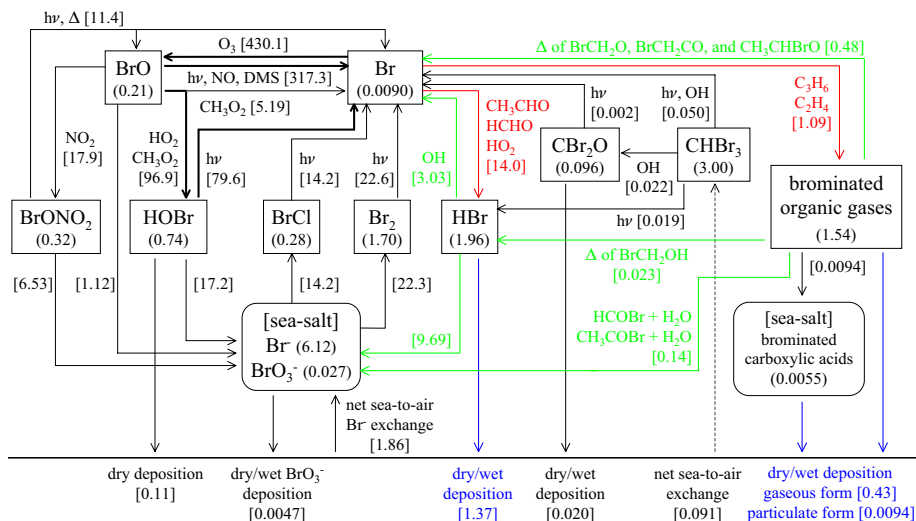 hν, Δ [11.4]
O₃ [430.1]
Δ of BrCH₂O, BrCH₂CO, and CH₃CHBrO [0.48]
BrO
(0.21)
Br
(0.0090)
hν, NO, DMS [317.3]
CH₃O₂ [5.19]
CH₃CHO
HCHO
HO₂
[14.0]
hν
[0.002]
hν, OH
[0.050]
C₃H₆
C₂H₄
[1.09]
NO₂
[17.9]
HO₂
CH₃O₂
[96.9]
hν
[79.6]
hν
[14.2]
hν
[22.6]
OH
[3.03]
CBr₂O
(0.096)
OH
[0.022]
CHBr₃
(3.00)
BrONO₂
(0.32)
HOBr
(0.74)
BrCl
(0.28)
Br₂
(1.70)
HBr
(1.96)
hν [0.019]
brominated
organic gases
(1.54)
[6.53]
[1.12]
[17.2]
[14.2]
[22.3]
Δ of BrCH₂OH
[0.023]
[0.0094]
[sea-salt]
Br⁻ (6.12)
BrO₃⁻ (0.027)
[9.69]
HCOBr + H₂O
CH₃COBr + H₂O
[0.14]
[sea-salt]
brominated
carboxylic acids
(0.0055)
net sea-to-air
Br⁻ exchange
[1.86]
dry deposition
[0.11]
dry/wet BrO₃⁻
deposition
[0.0047]
dry/wet
deposition
[1.37]
dry/wet
deposition
[0.020]
net sea-to-air
exchange
[0.091]
dry/wet deposition
gaseous form [0.43]
particulate form [0.0094]